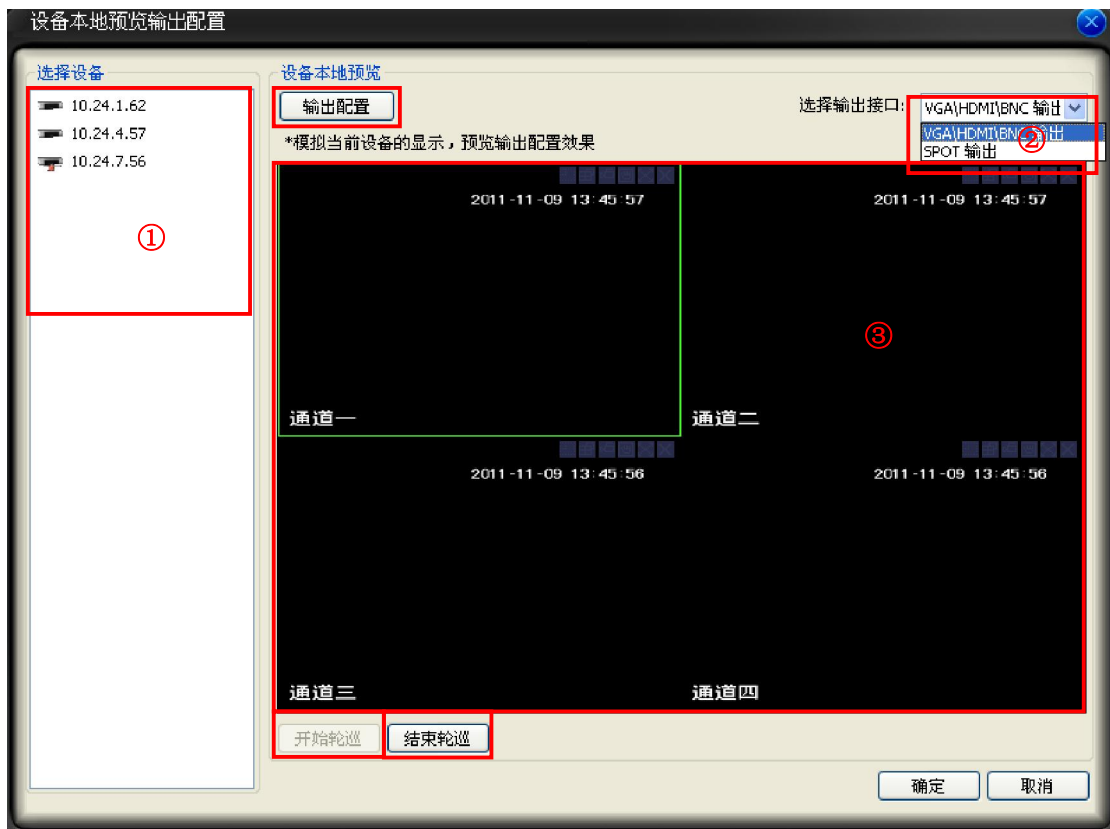 设备本地预览输出配置
选择设备
10.24.1.62
10.24.4.57
10.24.7.56
①
设备本地预览
输出配置
选择输出接口:
VGA\HDMI\BNC 输出
VGA\HDMI\BNC 输出
SPOT 输出
②
*模拟当前设备的显示，预览输出配置效果
2011-11-09 13:45:57
2011-11-09 13:45:57
③
通道一
通道二
2011-11-09 13:45:56
2011-11-09 13:45:56
通道三
通道四
开始轮巡
结束轮巡
确定
取消